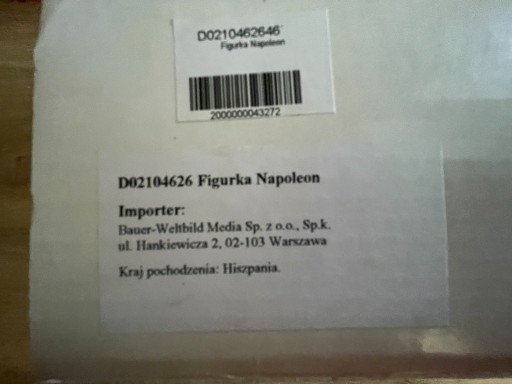 D0210462646
Figurka Napoleon
2000000043272
D02104626 Figurka Napoleon
Importer:
Bauer-Weltbild Media Sp. z o.o., Sp.k.
ul. Hankiewicza 2, 02-103 Warszawa
Kraj pochodzenia: Hiszpania.